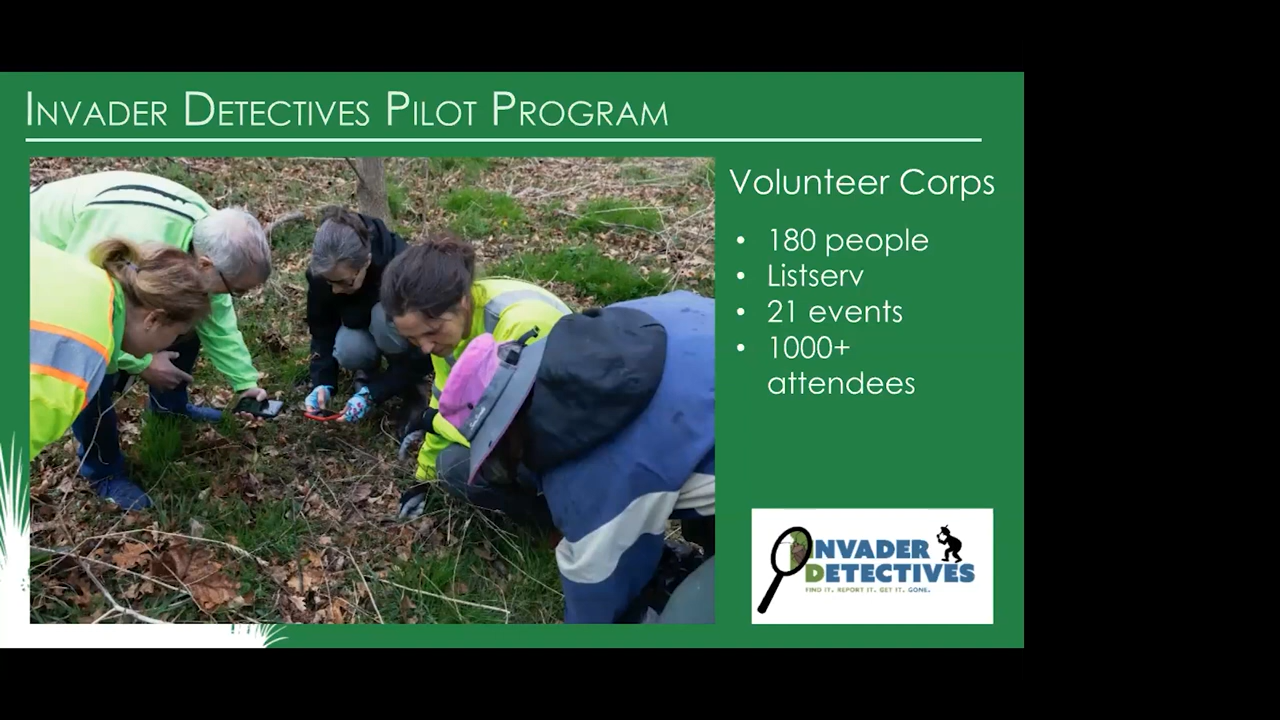 Invader Detectives Pilot Program
Volunteer Corps
• 180 people
• Listserv
• 21 events
• 1000+
attendees
INVADER
DETECTIVES
FIND IT. REPORT IT. GET IT. GONE.